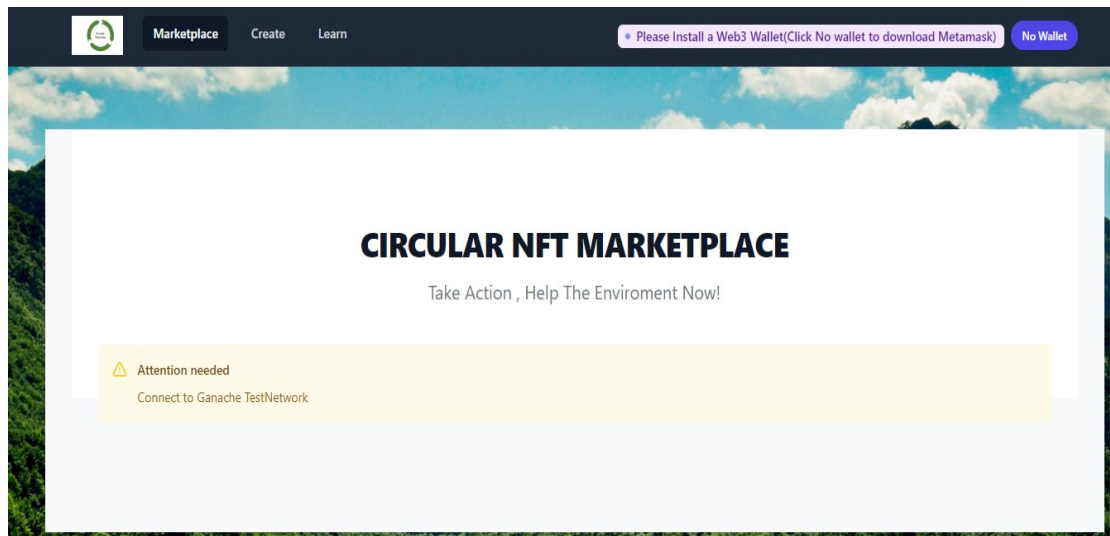 Marketplace Create Learn Please Install a Web3 Wallet(Click No wallet to download Metamask) No Wallet
CIRCULAR NFT MARKETPLACE
Take Action , Help The Enviroment Now!
Attention needed
Connect to Ganache TestNetwork